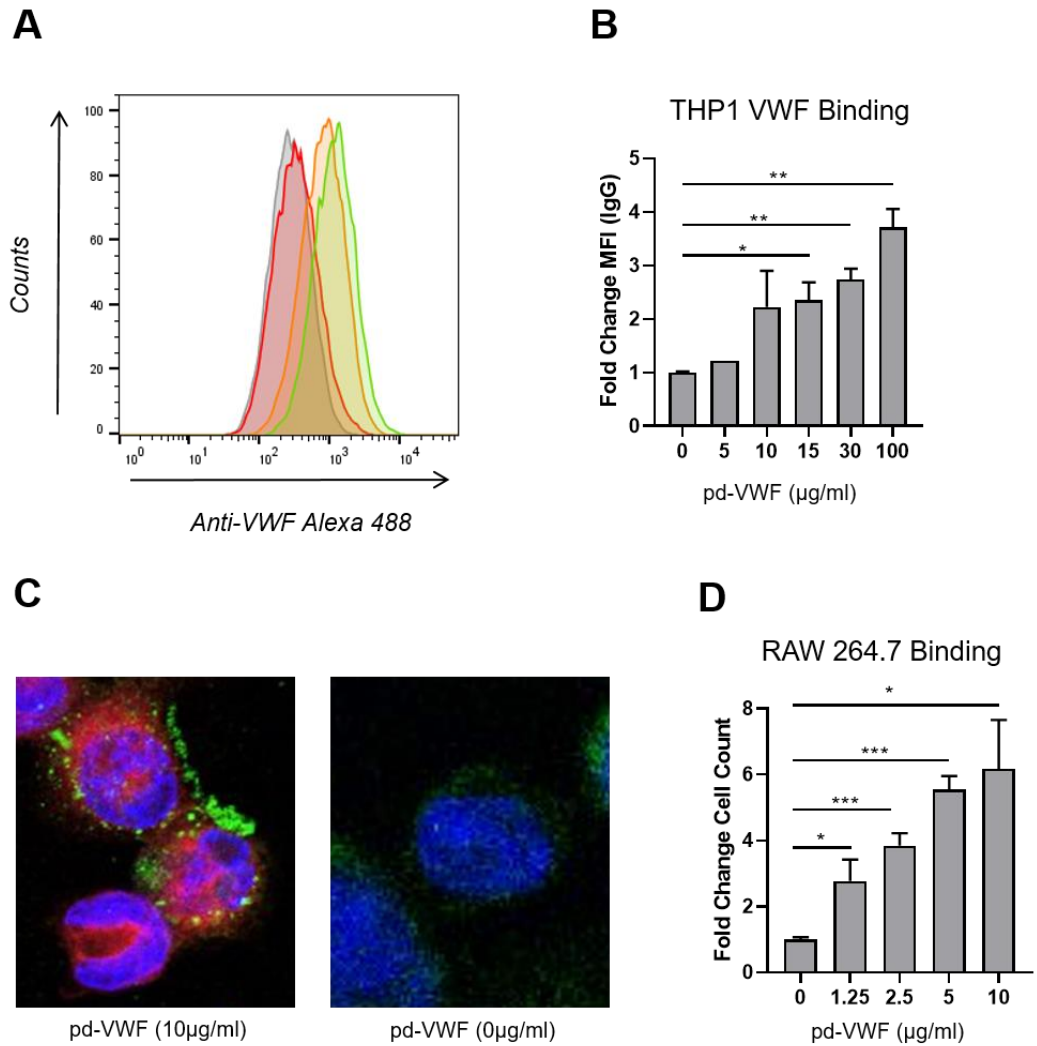 A
B
100
80
60
40
20
0
Counts
10^0 10^1 10^2 10^3 10^4
Anti-VWF Alexa 488
THP1 VWF Binding
5
4
3
2
1
0
Fold Change MFI (IgG)
**
**
*
0 5 10 15 30 100
pd-VWF (µg/ml)
C
D
pd-VWF (10µg/ml)
pd-VWF (0µg/ml)
RAW 264.7 Binding
8
6
4
2
0
Fold Change Cell Count
*
***
***
*
0 1.25 2.5 5 10
pd-VWF (µg/ml)